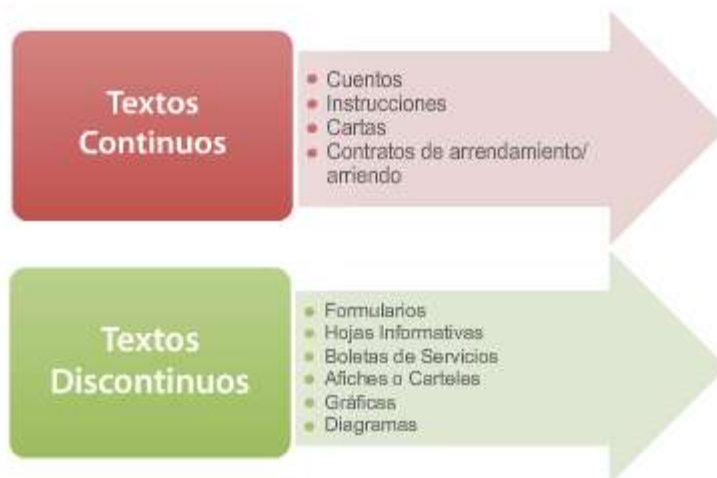 Textos
Continuos
Cuentos
Instrucciones
Cartas
Contratos de arrendamiento/
arriendo
Textos
Discontinuos
Formularios
Hojas Informativas
Boletas de Servicios
Afiches o Carteles
Gráficas
Diagramas